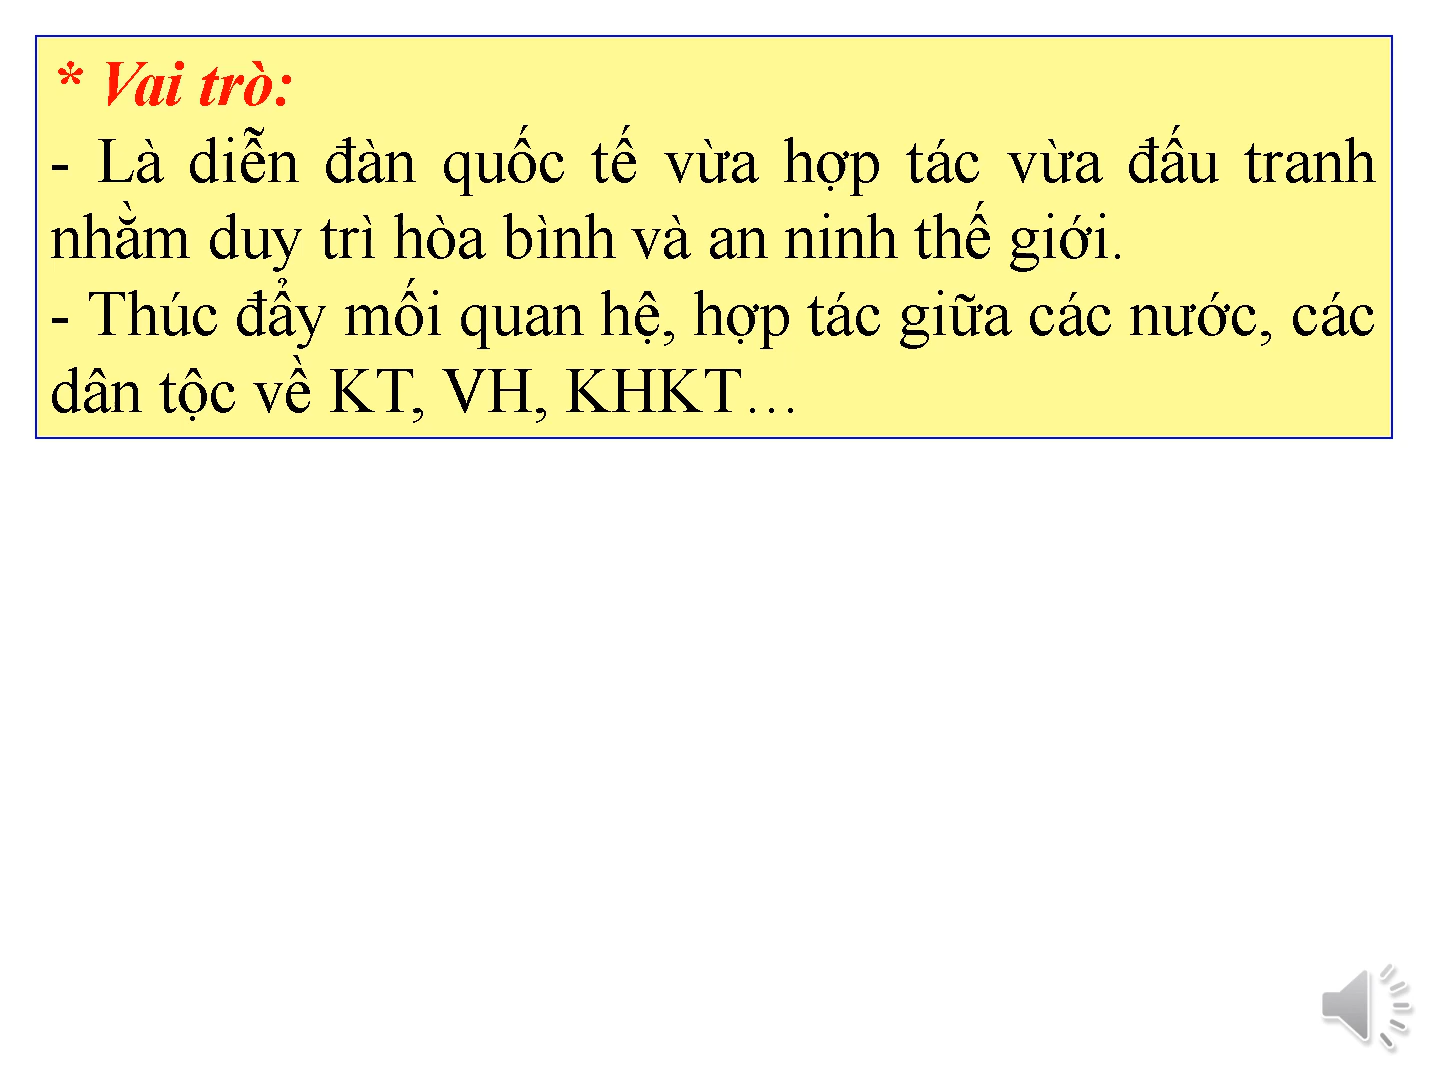 * Vai trò:
- Là diễn đàn quốc tế vừa hợp tác vừa đấu tranh
nhằm duy trì hòa bình và an ninh thế giới.
- Thúc đẩy mối quan hệ, hợp tác giữa các nước, các
dân tộc về KT, VH, KHKT…